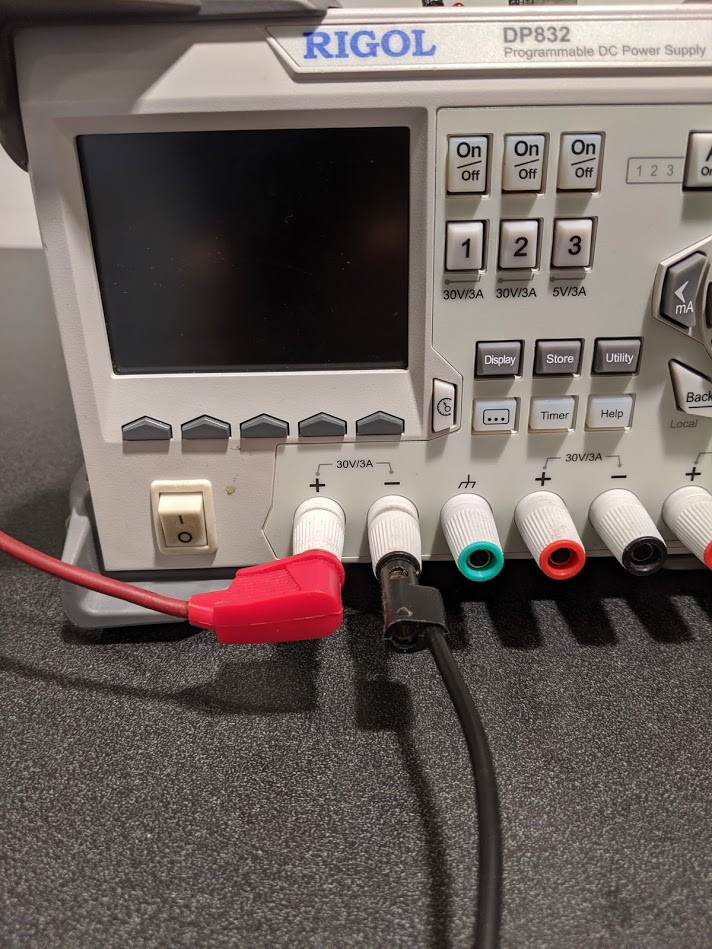 RIGOL
DP832
Programmable DC Power Supply
On On On
Off Off Off
1 2 3
1 2 3
30V/3A 30V/3A 5V/3A
mA
Display Store Utility
... Timer Help
Back
Local
30V/3A 30V/3A
+ − + − +
I
O